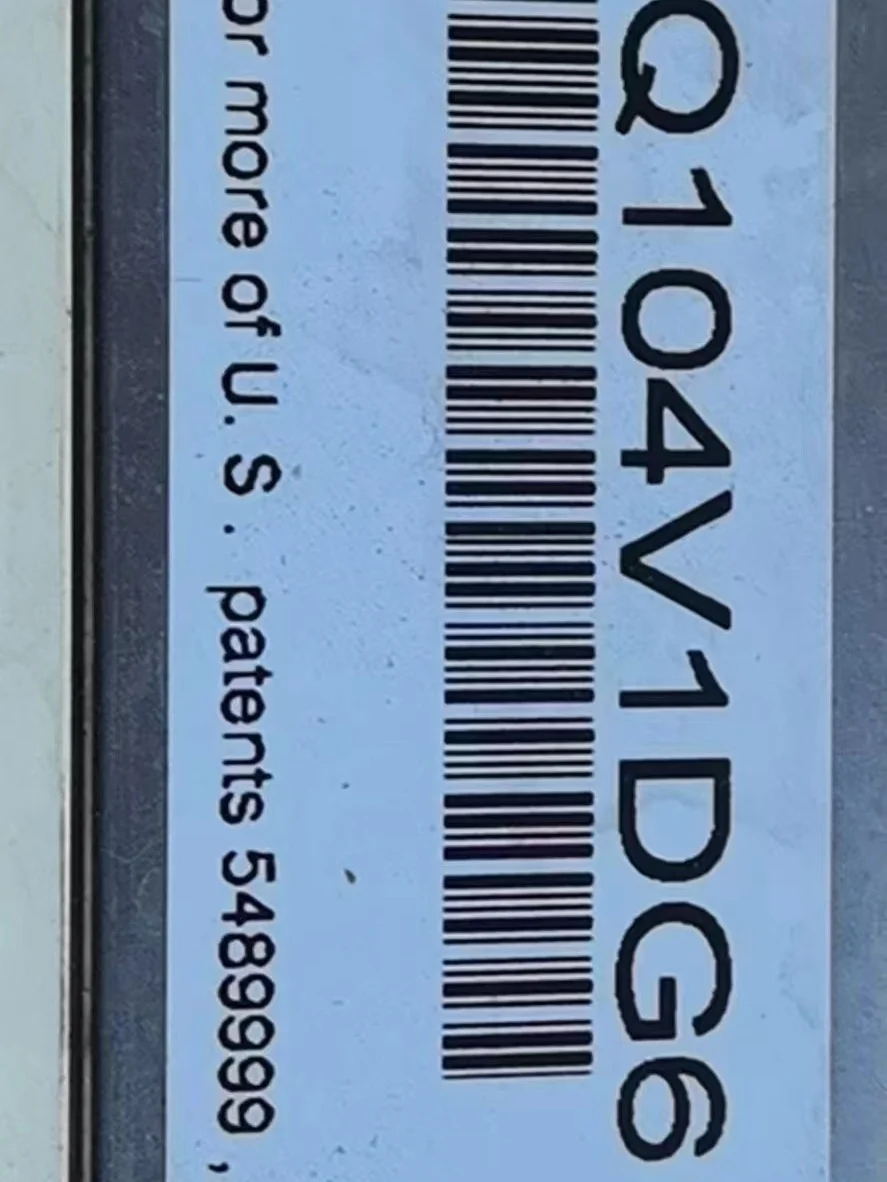 Q104V1DG6
or more of U. S . patents 5489999 ,